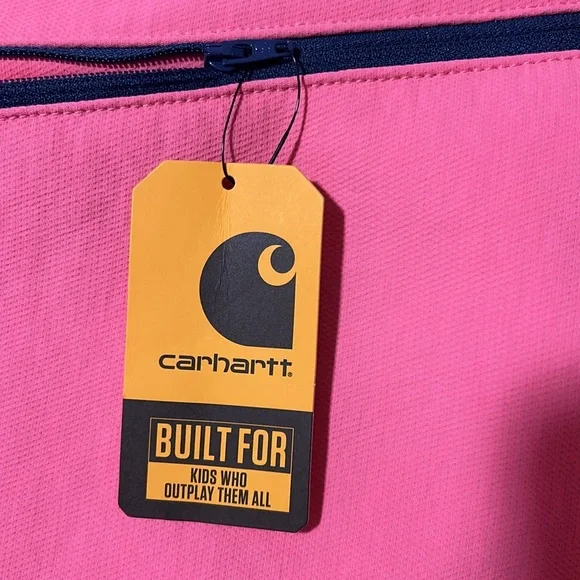 carhartt
BUILT FOR
KIDS WHO
OUTPLAY THEM ALL